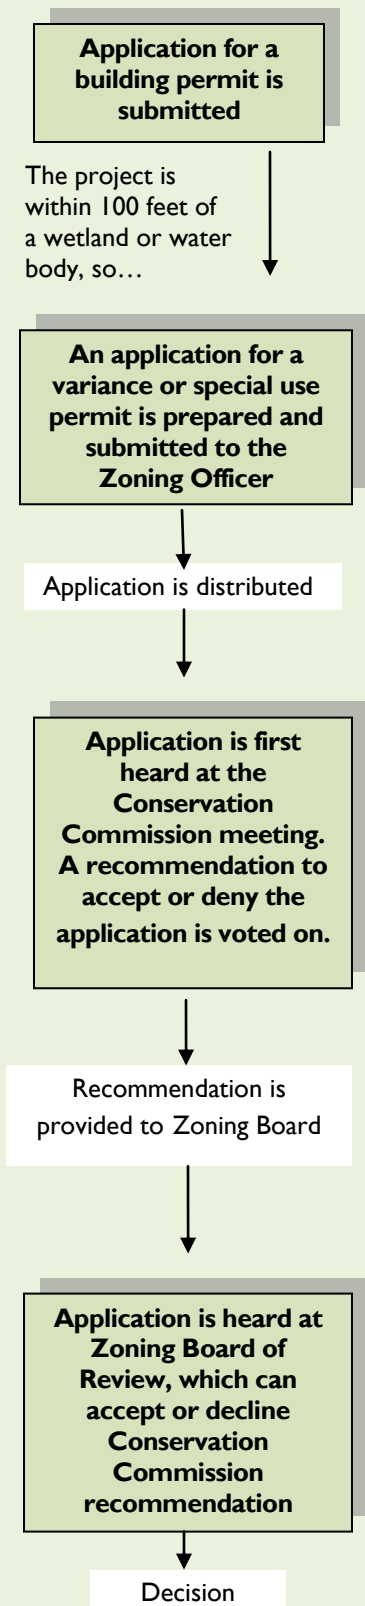 Application for a
building permit is
submitted
The project is
within 100 feet of
a wetland or water
body, so…
An application for a
variance or special use
permit is prepared and
submitted to the
Zoning Officer
Application is distributed
Application is first
heard at the
Conservation
Commission meeting.
A recommendation to
accept or deny the
application is voted on.
Recommendation is
provided to Zoning Board
Application is heard at
Zoning Board of
Review, which can
accept or decline
Conservation
Commission
recommendation
Decision